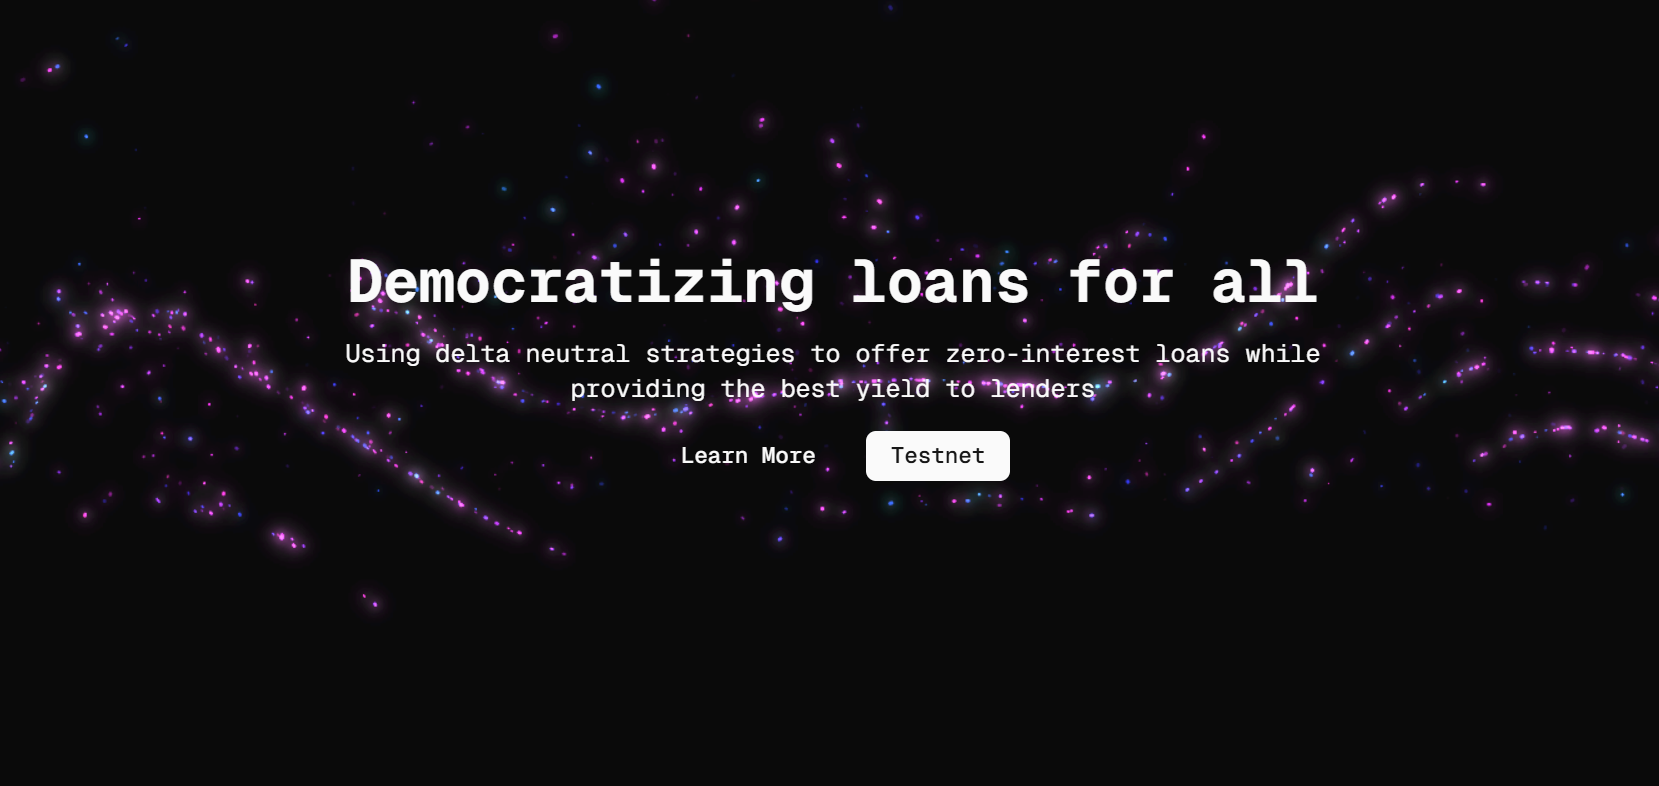 Democratizing loans for all
Using delta neutral strategies to offer zero-interest loans while
providing the best yield to lenders
Learn More
Testnet